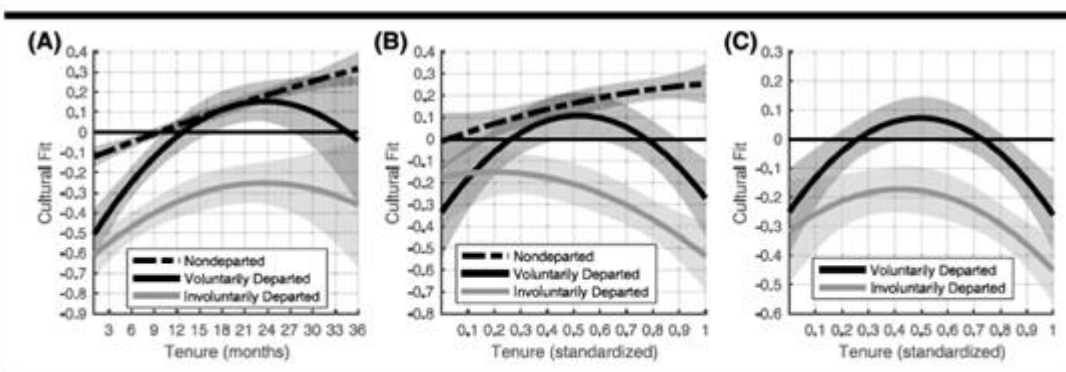 (A)
0.4
0.3
0.2
0.1
0
-0.1
-0.2
-0.3
-0.4
-0.5
-0.6
-0.7
-0.8
-0.9
Cultural Fit
Nondeparted
Voluntarily Departed
Involuntarily Departed
3 6 9 12 15 18 21 24 27 30 33 36
Tenure (months)
(B)
0.4
0.3
0.2
0.1
0
-0.1
-0.2
-0.3
-0.4
-0.5
-0.6
-0.7
-0.8
Cultural Fit
Nondeparted
Voluntarily Departed
Involuntarily Departed
0.1 0.2 0.3 0.4 0.5 0.6 0.7 0.8 0.9 1
Tenure (standardized)
(C)
0.3
0.2
0.1
0
-0.1
-0.2
-0.3
-0.4
-0.5
-0.6
Cultural Fit
Voluntarily Departed
Involuntarily Departed
0.1 0.2 0.3 0.4 0.5 0.6 0.7 0.8 0.9 1
Tenure (standardized)